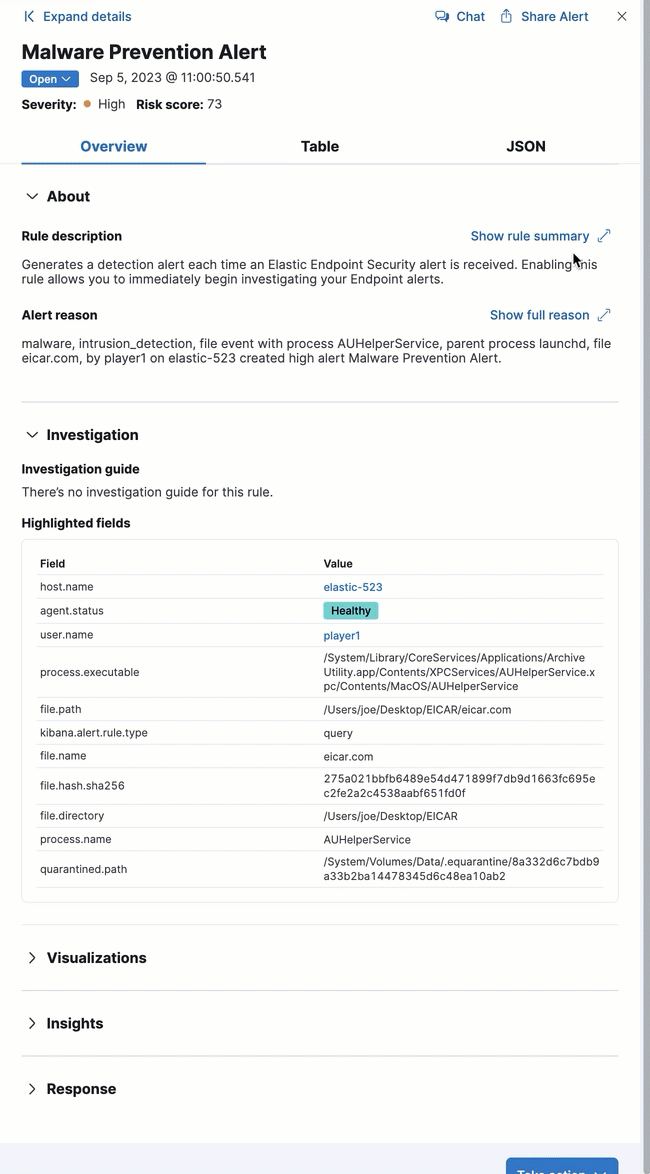 Expand details
Chat
Share Alert
Malware Prevention Alert
Open
Sep 5, 2023 @ 11:00:50.541
Severity: High Risk score: 73
Overview
Table
JSON
About
Rule description
Show rule summary
Generates a detection alert each time an Elastic Endpoint Security alert is received. Enabling this
rule allows you to immediately begin investigating your Endpoint alerts.
Alert reason
Show full reason
malware, intrusion_detection, file event with process AUHelperService, parent process launchd, file
eicar.com, by player1 on elastic-523 created high alert Malware Prevention Alert.
Investigation
Investigation guide
There’s no investigation guide for this rule.
Highlighted fields
Field Value
host.name elastic-523
agent.status Healthy
user.name player1
process.executable
/System/Library/CoreServices/Applications/Archive
Utility.app/Contents/XPCServices/AUHelperService.x
pc/Contents/MacOS/AUHelperService
file.path /Users/joe/Desktop/EICAR/eicar.com
kibana.alert.rule.type query
file.name eicar.com
file.hash.sha256
275a021bbfb6489e54d471899f7db9d1663fc695e
c2fe2a2c4538aabf651fd0f
file.directory /Users/joe/Desktop/EICAR
process.name AUHelperService
quarantined.path
/System/Volumes/Data/.equarantine/8a332d6c7bdb9
a33b2ba14478345d6c48ea10ab2
Visualizations
Insights
Response
Take action